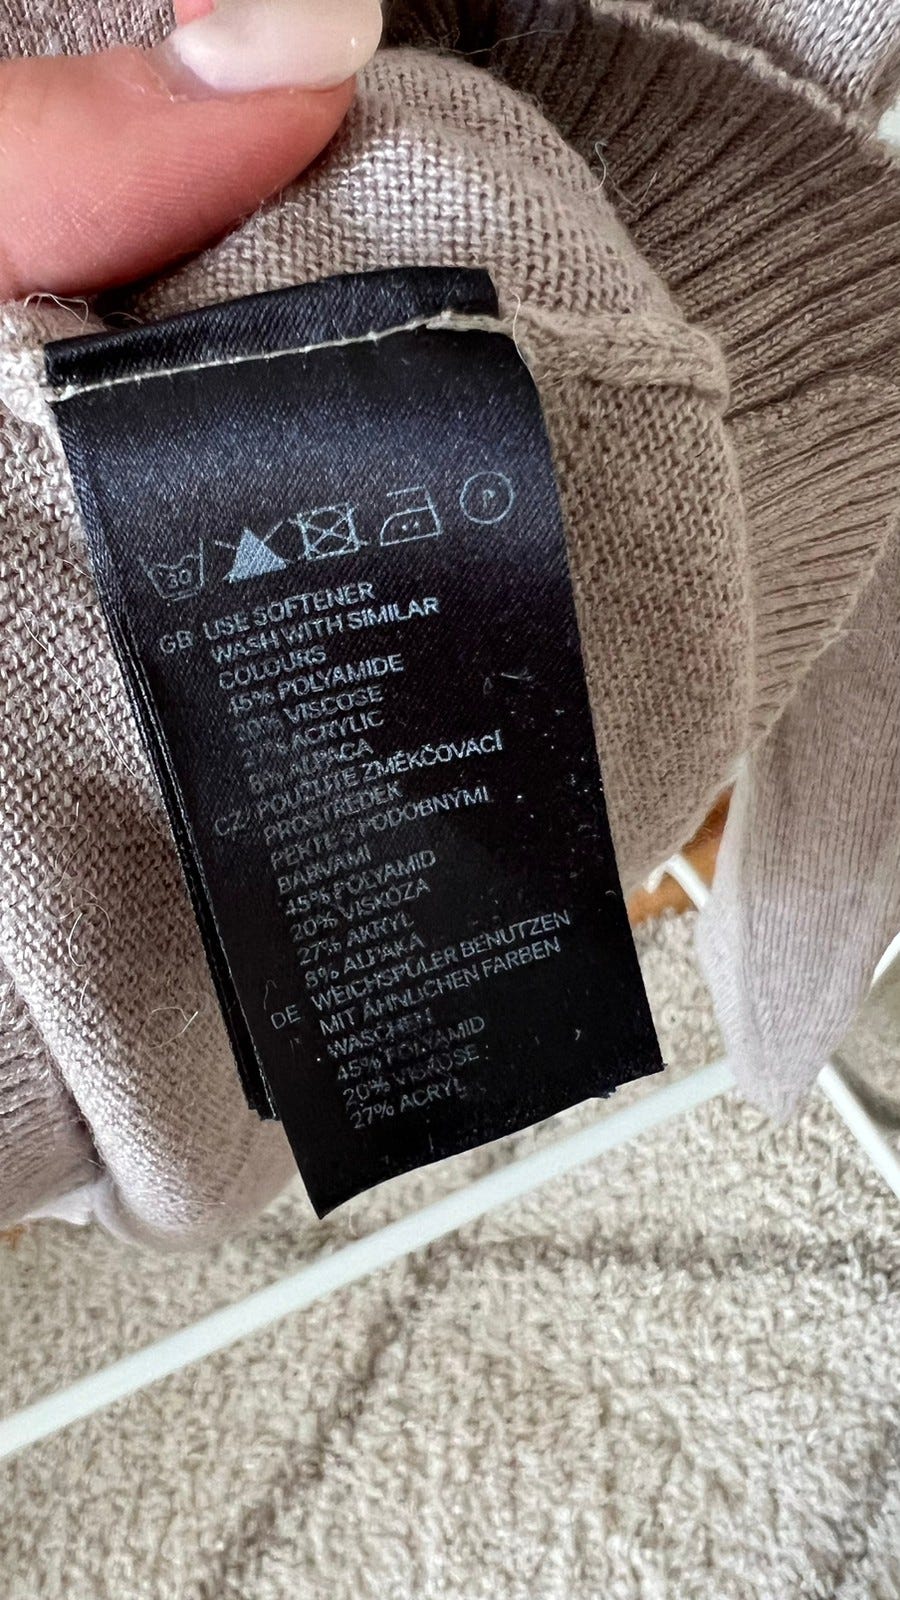 30 P
GB USE SOFTENER
WASH WITH SIMILAR
COLOURS
45% POLYAMIDE
20% VISCOSE
27% ACRYLIC
8% ALPACA
CZ POUŽIJTE ZMĚKČOVACÍ
PROSTŘEDEK
PERTE S PODOBNÝMI
BARVAMI
45% POLYAMID
20% VISKÓZA
27% AKRYL
8% ALPAKA
DE WEICHSPÜLER BENUTZEN
MIT ÄHNLICHEN FARBEN
WASCHEN
45% POLYAMID
20% VISKOSE
27% ACRYL